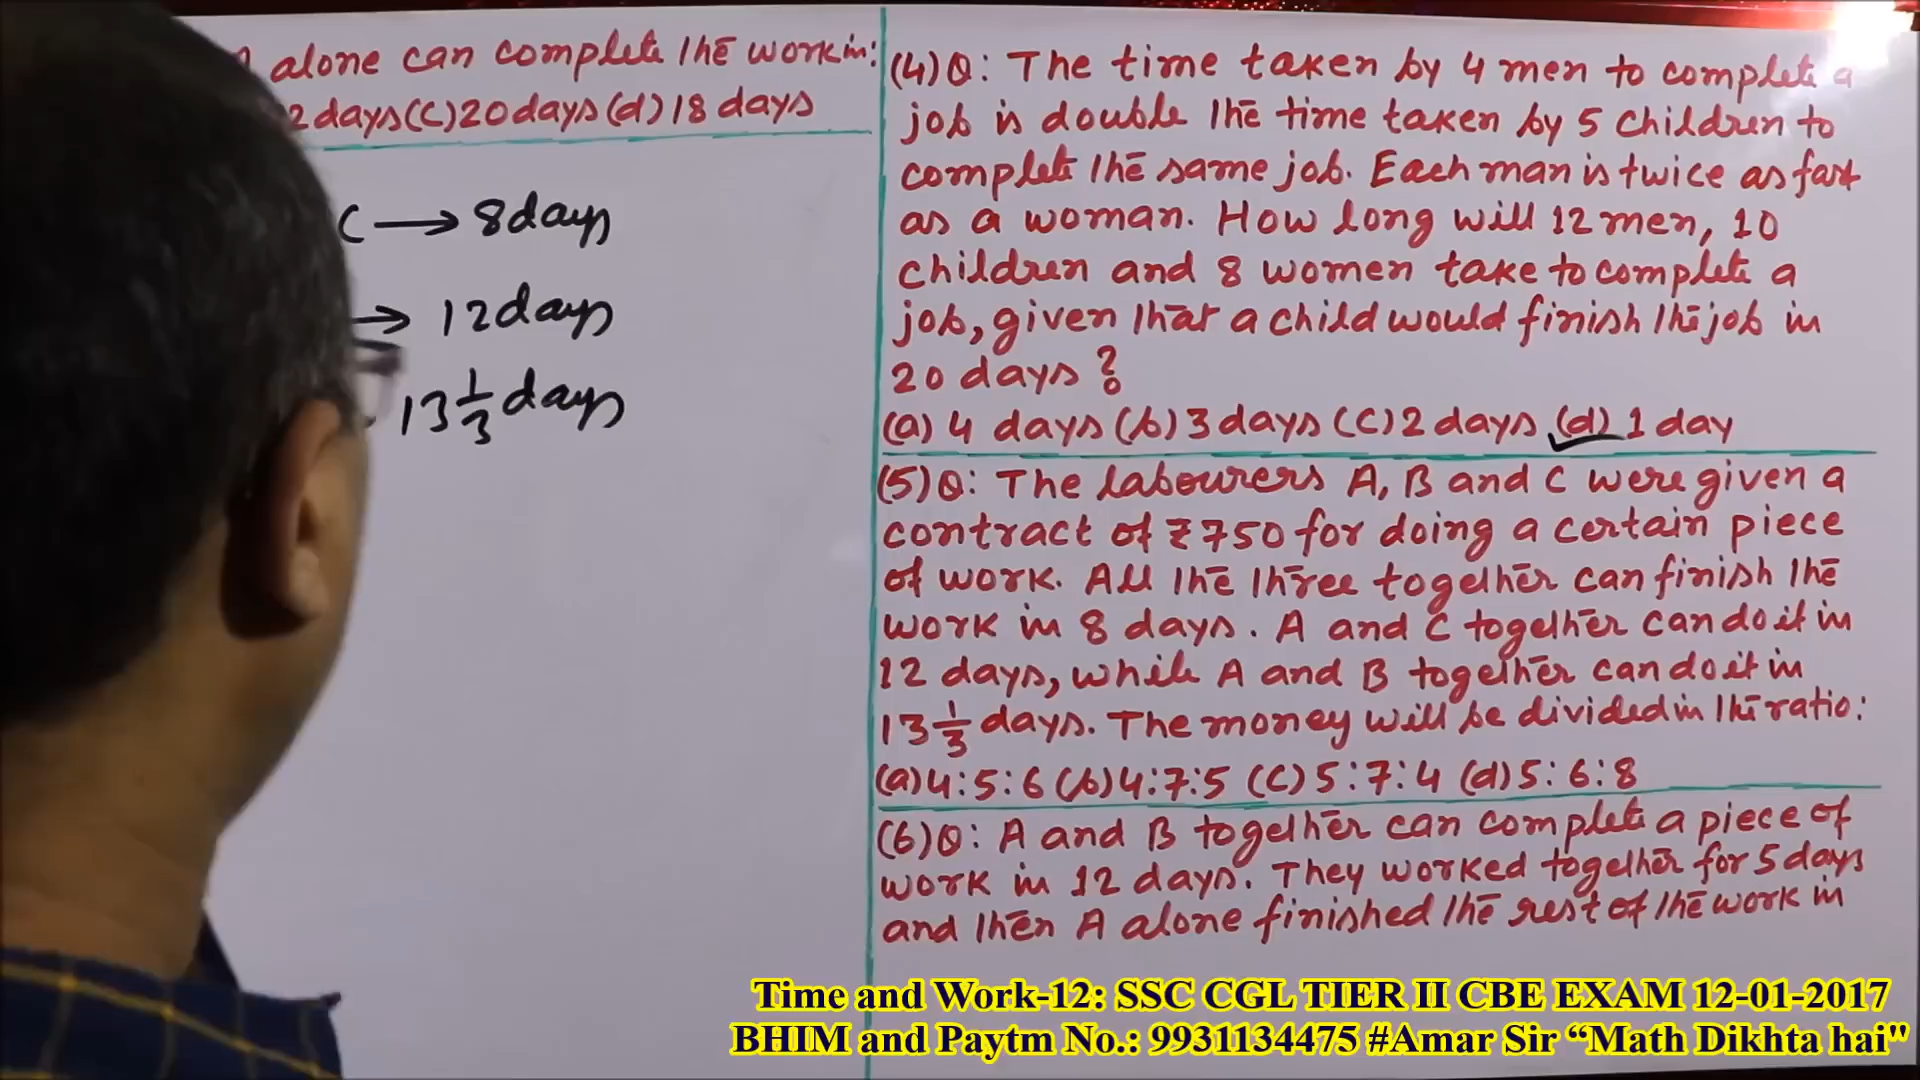 alone can complete the work in:
2 days (c) 20 days (d) 18 days
C → 8 days
→ 12 days
13 1/3 days
(4) Q: The time taken by 4 men to complete a
job is double the time taken by 5 children to
complete the same job. Each man is twice as fast
as a woman. How long will 12 men, 10
children and 8 women take to complete a
job, given that a child would finish the job in
20 days?
(a) 4 days (b) 3 days (c) 2 days (d) 1 day
(5) Q: The labourers A, B and C were given a
contract of ₹750 for doing a certain piece
of work. All the three together can finish the
work in 8 days. A and C together can do it in
12 days, while A and B together can do it in
13 1/3 days. The money will be divided in the ratio:
(a) 4:5:6 (b) 4:7:5 (c) 5:7:4 (d) 5:6:8
(6) Q: A and B together can complete a piece of
work in 12 days. They worked together for 5 days
and then A alone finished the rest of the work in
Time and Work-12: SSC CGL TIER II CBE EXAM 12-01-2017
BHIM and Paytm No.: 9931134475 #Amar Sir “Math Dikhta hai"